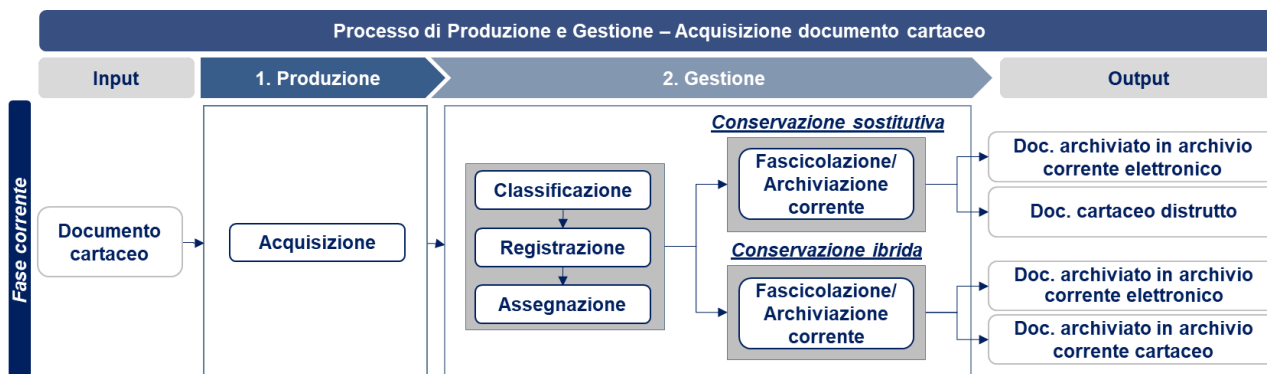 Processo di Produzione e Gestione – Acquisizione documento cartaceo
Input
1. Produzione
2. Gestione
Output
Fase corrente
Documento
cartaceo
Acquisizione
Classificazione
Registrazione
Assegnazione
Conservazione sostitutiva
Fascicolazione/
Archiviazione
corrente
Conservazione ibrida
Fascicolazione/
Archiviazione
corrente
Doc. archiviato in archivio
corrente elettronico
Doc. cartaceo distrutto
Doc. archiviato in archivio
corrente elettronico
Doc. archiviato in archivio
corrente cartaceo